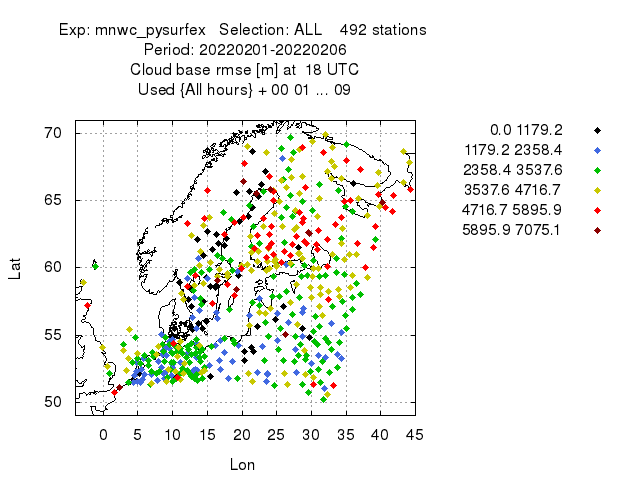 Exp: mnwc_pysurfex   Selection: ALL    492 stations
Period: 20220201-20220206
Cloud base rmse [m] at  18 UTC
Used {All hours} + 00 01 ... 09
70
65
60
55
50
Lat
0 5 10 15 20 25 30 35 40 45
Lon
0.0 1179.2
1179.2 2358.4
2358.4 3537.6
3537.6 4716.7
4716.7 5895.9
5895.9 7075.1